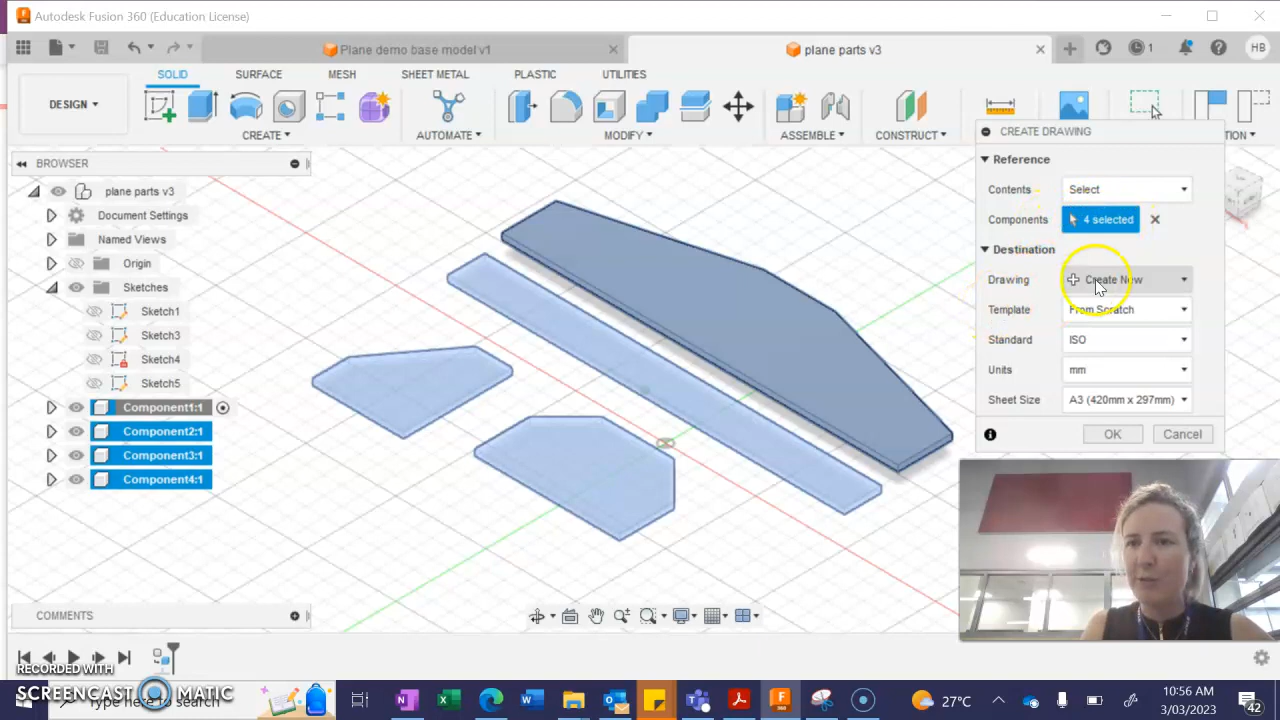 Autodesk Fusion 360 (Education License)
Plane demo base model v1
plane parts v3
1
HB
DESIGN
SOLID
SURFACE
MESH
SHEET METAL
PLASTIC
UTILITIES
CREATE
AUTOMATE
MODIFY
ASSEMBLE
CONSTRUCT
TION
BROWSER
plane parts v3
Document Settings
Named Views
Origin
Sketches
Sketch1
Sketch3
Sketch4
Sketch5
Component1:1
Component2:1
Component3:1
Component4:1
CREATE DRAWING
Reference
Contents Select
Components 4 selected
Destination
Drawing Create New
Template From Scratch
Standard ISO
Units mm
Sheet Size A3 (420mm x 297mm)
OK Cancel
COMMENTS
RECORDED WITH
SCREENCAST MATIC
Type here to search
27°C
10:56 AM
3/03/2023
42